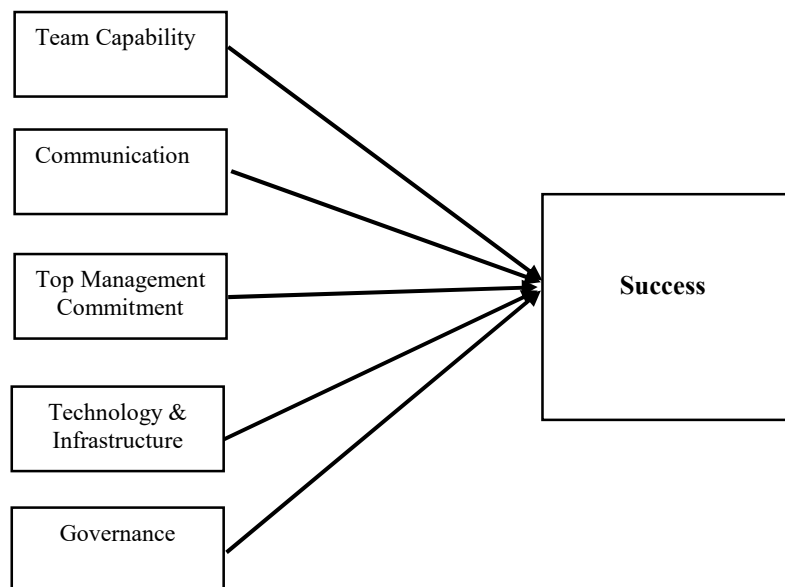 Team Capability
Communication
Top Management
Commitment
Technology &
Infrastructure
Governance
Success